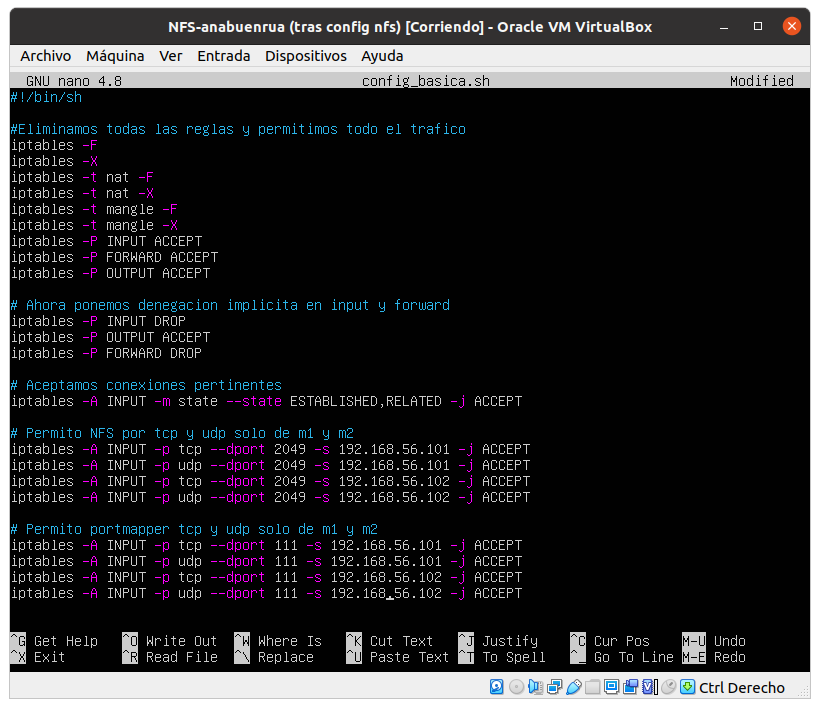 NFS-anabuenrua (tras config nfs) [Corriendo] - Oracle VM VirtualBox
Archivo Máquina Ver Entrada Dispositivos Ayuda
GNU nano 4.8 config_basica.sh Modified
#!/bin/sh
#Eliminamos todas las reglas y permitimos todo el trafico
iptables -F
iptables -X
iptables -t nat -F
iptables -t nat -X
iptables -t mangle -F
iptables -t mangle -X
iptables -P INPUT ACCEPT
iptables -P FORWARD ACCEPT
iptables -P OUTPUT ACCEPT
# Ahora ponemos denegacion implicita en input y forward
iptables -P INPUT DROP
iptables -P OUTPUT ACCEPT
iptables -P FORWARD DROP
# Aceptamos conexiones pertinentes
iptables -A INPUT -m state --state ESTABLISHED,RELATED -j ACCEPT
# Permito NFS por tcp y udp solo de m1 y m2
iptables -A INPUT -p tcp --dport 2049 -s 192.168.56.101 -j ACCEPT
iptables -A INPUT -p udp --dport 2049 -s 192.168.56.101 -j ACCEPT
iptables -A INPUT -p tcp --dport 2049 -s 192.168.56.102 -j ACCEPT
iptables -A INPUT -p udp --dport 2049 -s 192.168.56.102 -j ACCEPT
# Permito portmapper tcp y udp solo de m1 y m2
iptables -A INPUT -p tcp --dport 111 -s 192.168.56.101 -j ACCEPT
iptables -A INPUT -p udp --dport 111 -s 192.168.56.101 -j ACCEPT
iptables -A INPUT -p tcp --dport 111 -s 192.168.56.102 -j ACCEPT
iptables -A INPUT -p udp --dport 111 -s 192.168.56.102 -j ACCEPT
^G Get Help ^O Write Out ^W Where Is ^K Cut Text ^J Justify ^C Cur Pos M-U Undo
^X Exit ^R Read File ^\ Replace ^U Paste Text ^T To Spell ^_ Go To Line M-E Redo
Ctrl Derecho